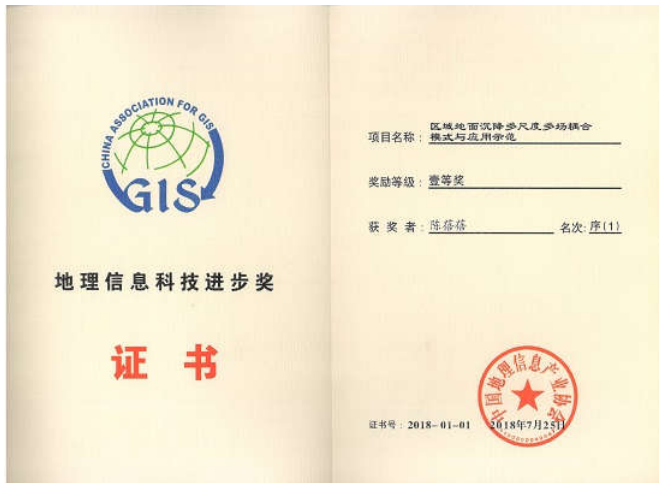 CHINA ASSOCIATION FOR GIS
GIS
地理信息科技进步奖
证 书
项目名称：区域地面沉降多尺度多场耦合
模式与应用示范
奖励等级：壹等奖
获 奖 者：陈蓓蓓 名次：序(1)
中国地理信息产业协会
证书号：2018-01-01 2018年7月25日